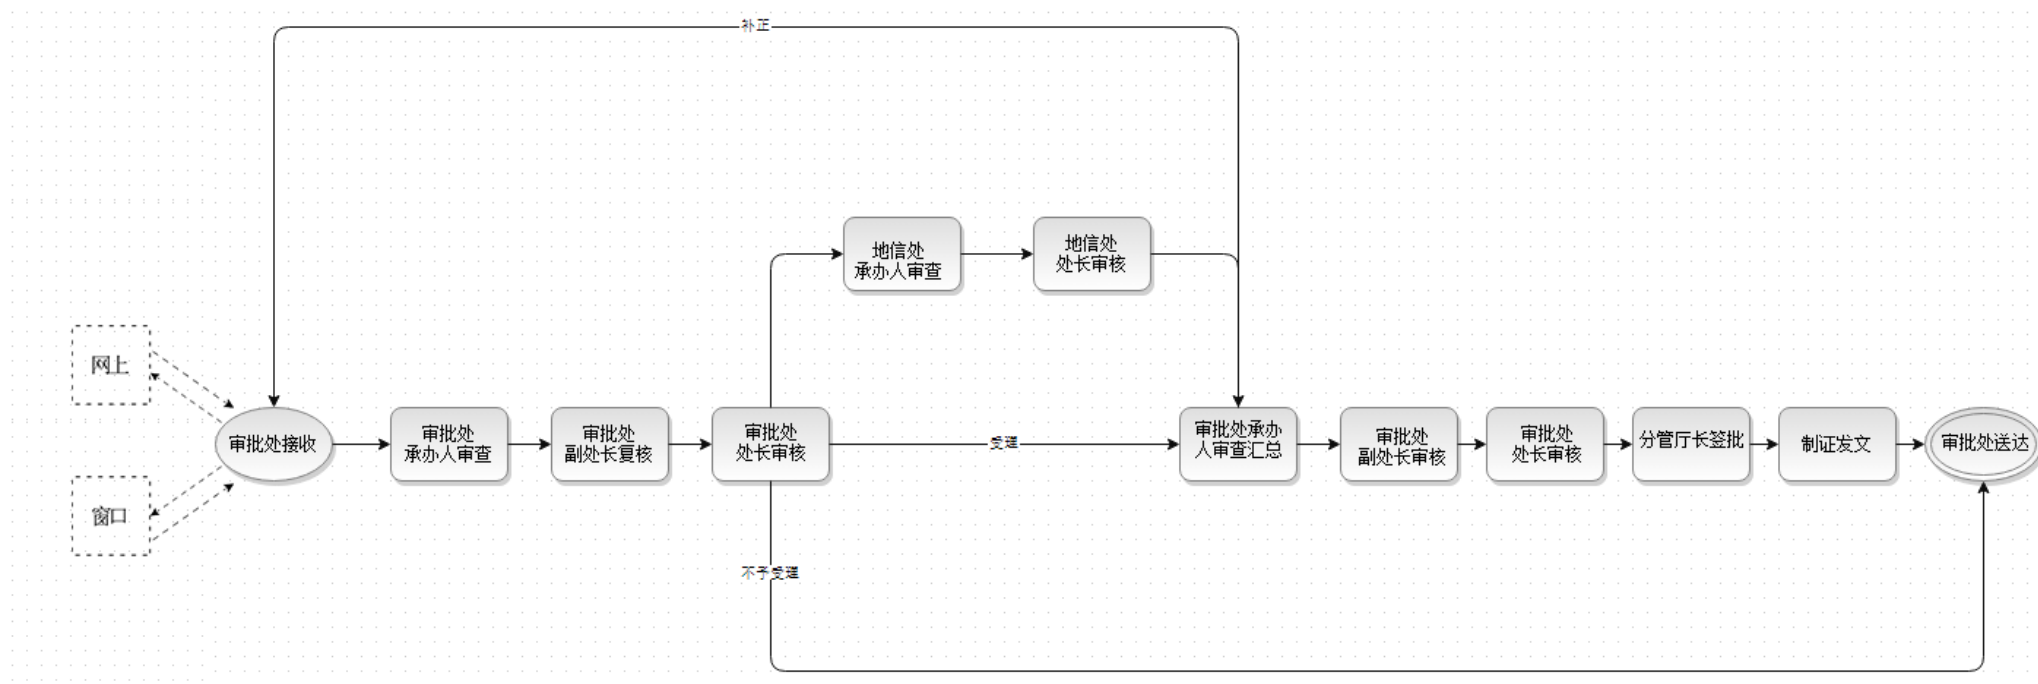 补正
地信处
承办人审查
地信处
处长审核
网上
窗口
审批处接收
审批处
承办人审查
审批处
副处长复核
审批处
处长审核
受理
审批处承办
人审查汇总
审批处
副处长审核
审批处
处长审核
分管厅长签批
制证发文
审批处送达
不予受理